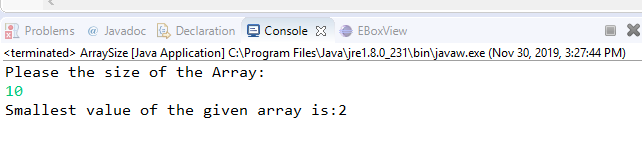 Problems @ Javadoc Declaration Console EBoxView
<terminated> ArraySize [Java Application] C:\Program Files\Java\jre1.8.0_231\bin\javaw.exe (Nov 30, 2019, 3:27:44 PM)
Please the size of the Array:
10
Smallest value of the given array is:2